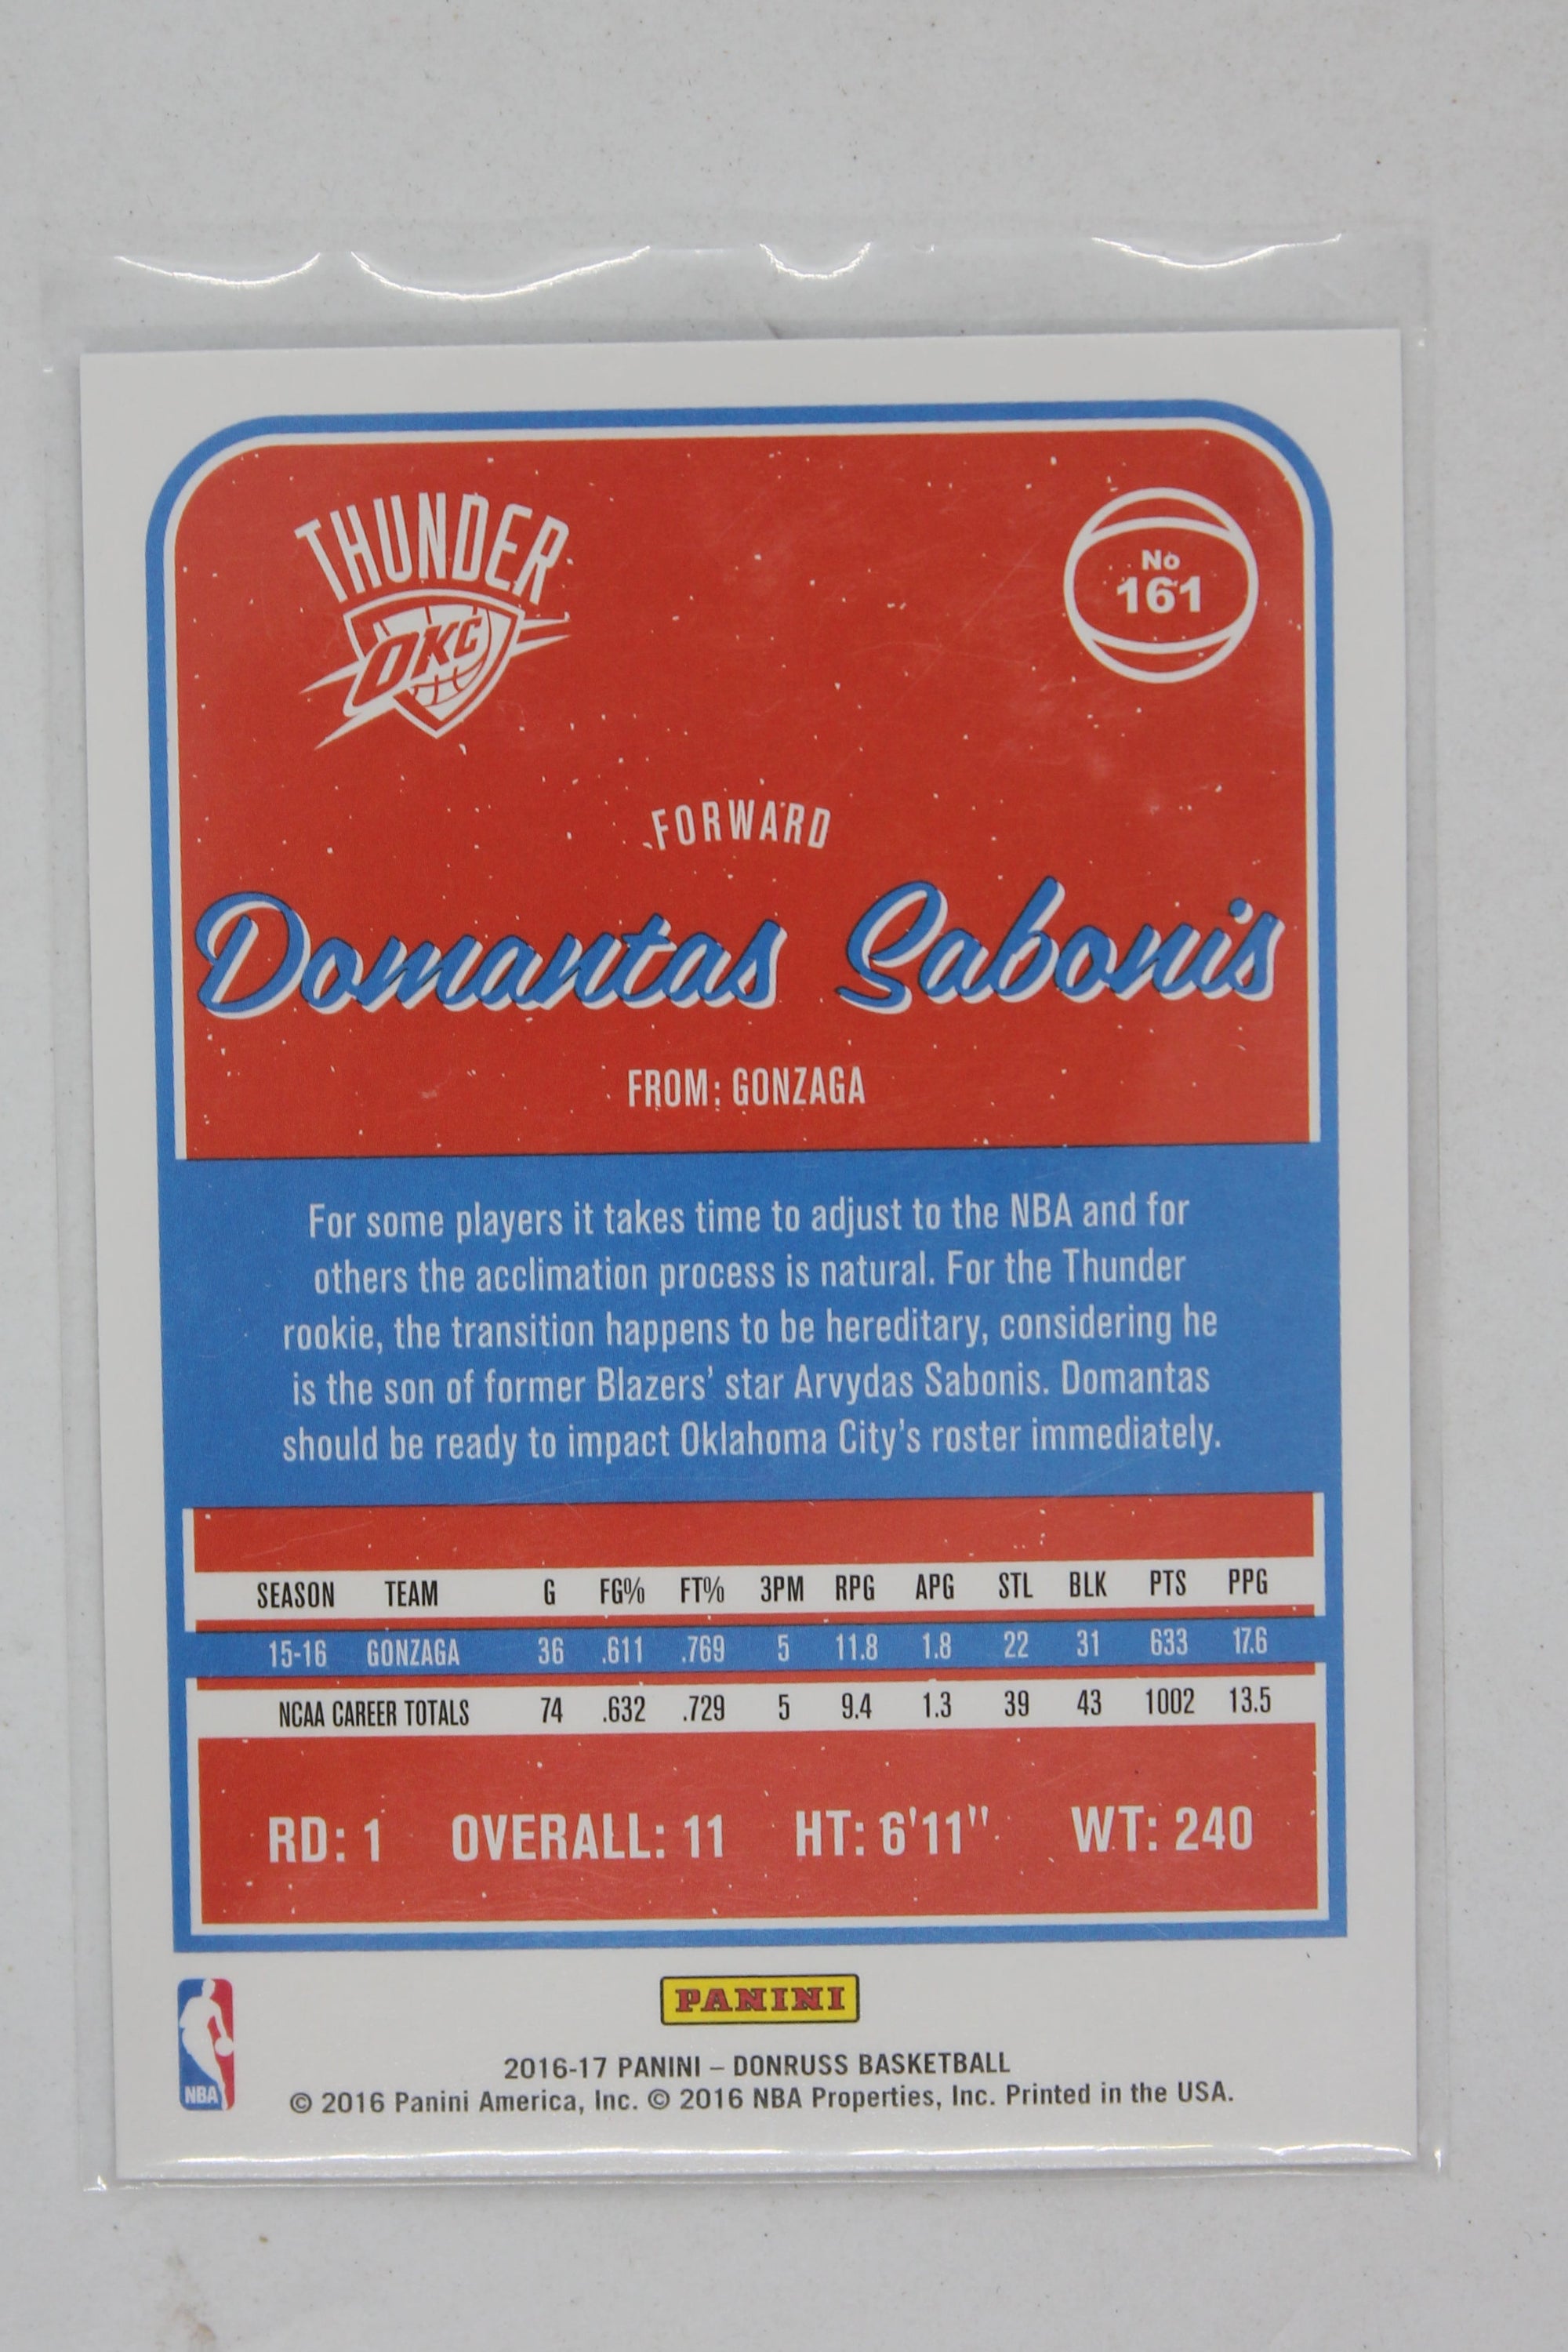 THUNDER
OKC
No
161
FORWARD
Domantas Sabonis
FROM: GONZAGA
For some players it takes time to adjust to the NBA and for
others the acclimation process is natural. For the Thunder
rookie, the transition happens to be hereditary, considering he
is the son of former Blazers' star Arvydas Sabonis. Domantas
should be ready to impact Oklahoma City's roster immediately.
SEASON TEAM G FG% FT% 3PM RPG APG STL BLK PTS PPG
15-16 GONZAGA 36 .611 .769 5 11.8 1.8 22 31 633 17.6
NCAA CAREER TOTALS 74 .632 .729 5 9.4 1.3 39 43 1002 13.5
RD: 1 OVERALL: 11 HT: 6'11" WT: 240
NBA
PANINI
2016-17 PANINI – DONRUSS BASKETBALL
© 2016 Panini America, Inc. © 2016 NBA Properties, Inc. Printed in the USA.